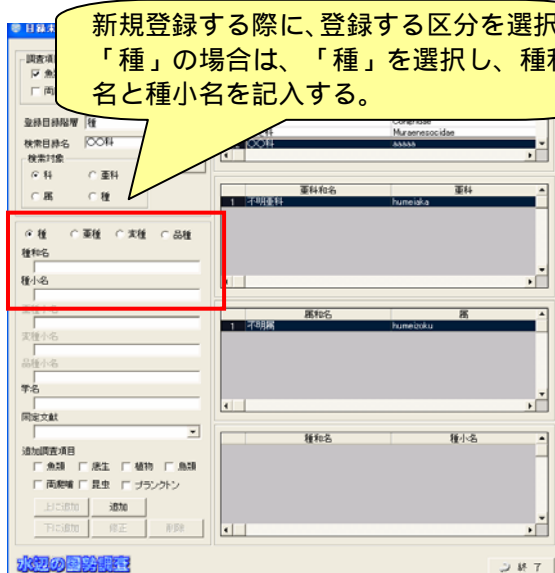 新規登録する際に、登録する区分を選択
「種」の場合は、「種」を選択し、種和
名と種小名を記入する。
目録未
調査項
魚
両
登録目録階層 種
検索目録名 〇〇科
検索対象
科 亜科
属 種
Muraenesocidae
〇〇科 aaaaa
亜科和名 亜科
1 不明亜科 humeiaka
種 亜種 変種 品種
種和名
種小名
亜種小名
変種小名
品種小名
学名
同定文献
属和名 属
1 不明属 humeizoku
追加調査項目
魚類 底生 植物 鳥類
両爬哺 昆虫 プランクトン
上に追加 追加
下に追加 修正 削除
種和名 種小名
水辺の国勢調査
終了